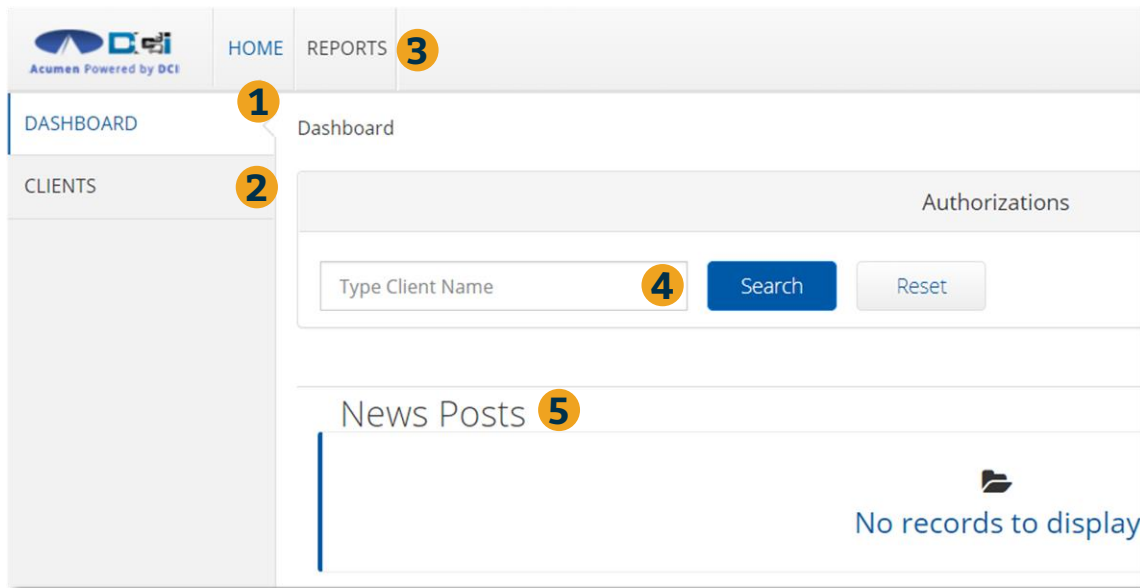 DCI
Acumen Powered by DCI
HOME
REPORTS
3
1
DASHBOARD
Dashboard
CLIENTS
2
Authorizations
Type Client Name
4
Search
Reset
News Posts
5
No records to display